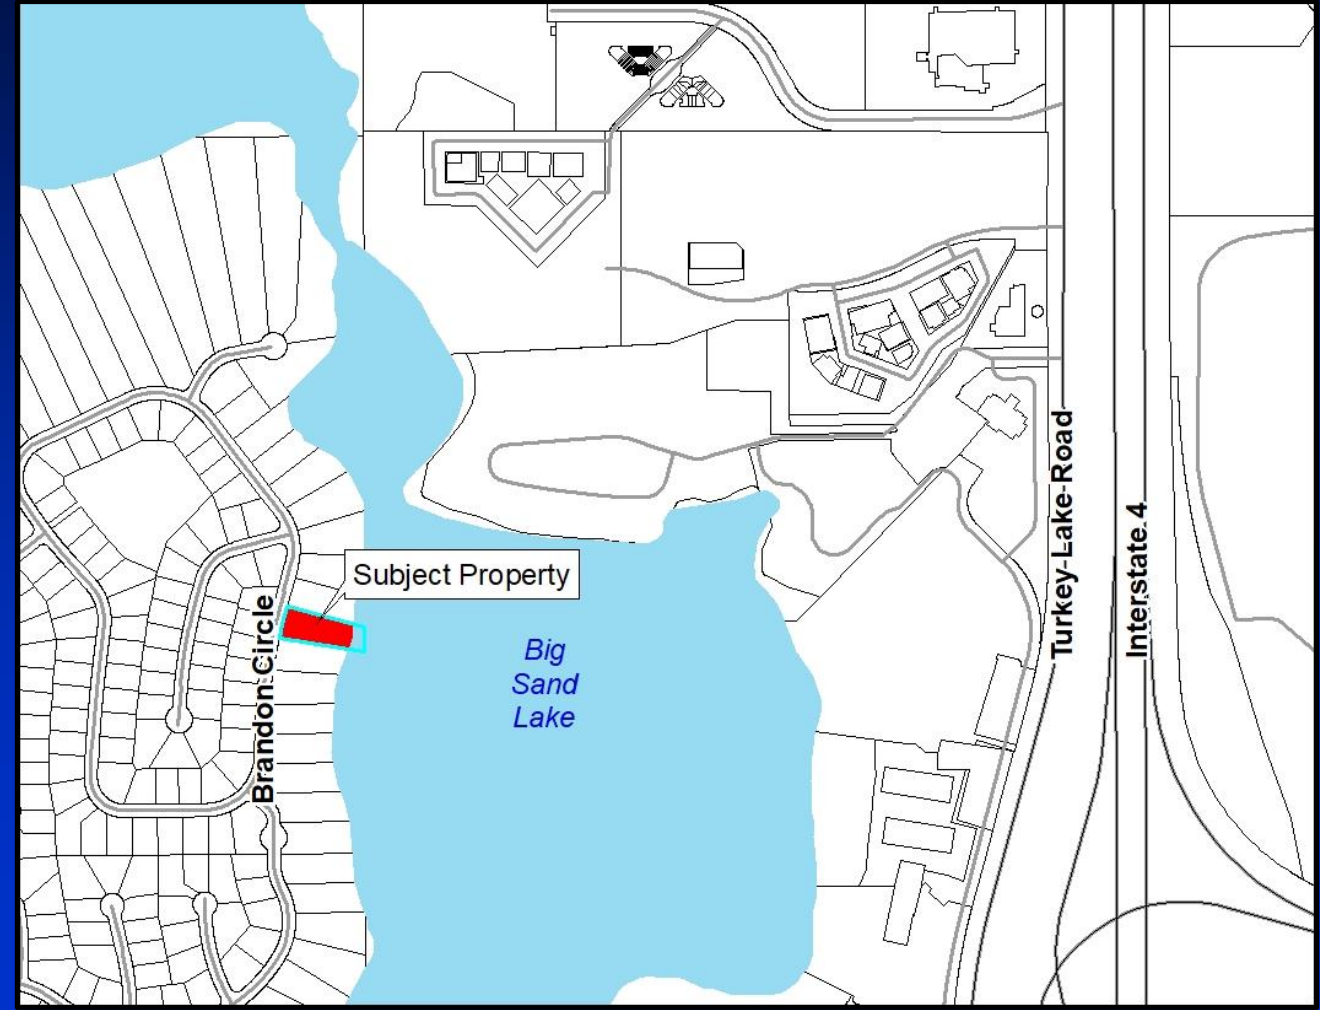 Subject Property
Big
Sand
Lake
Brandon Circle
Turkey Lake Road
Interstate 4